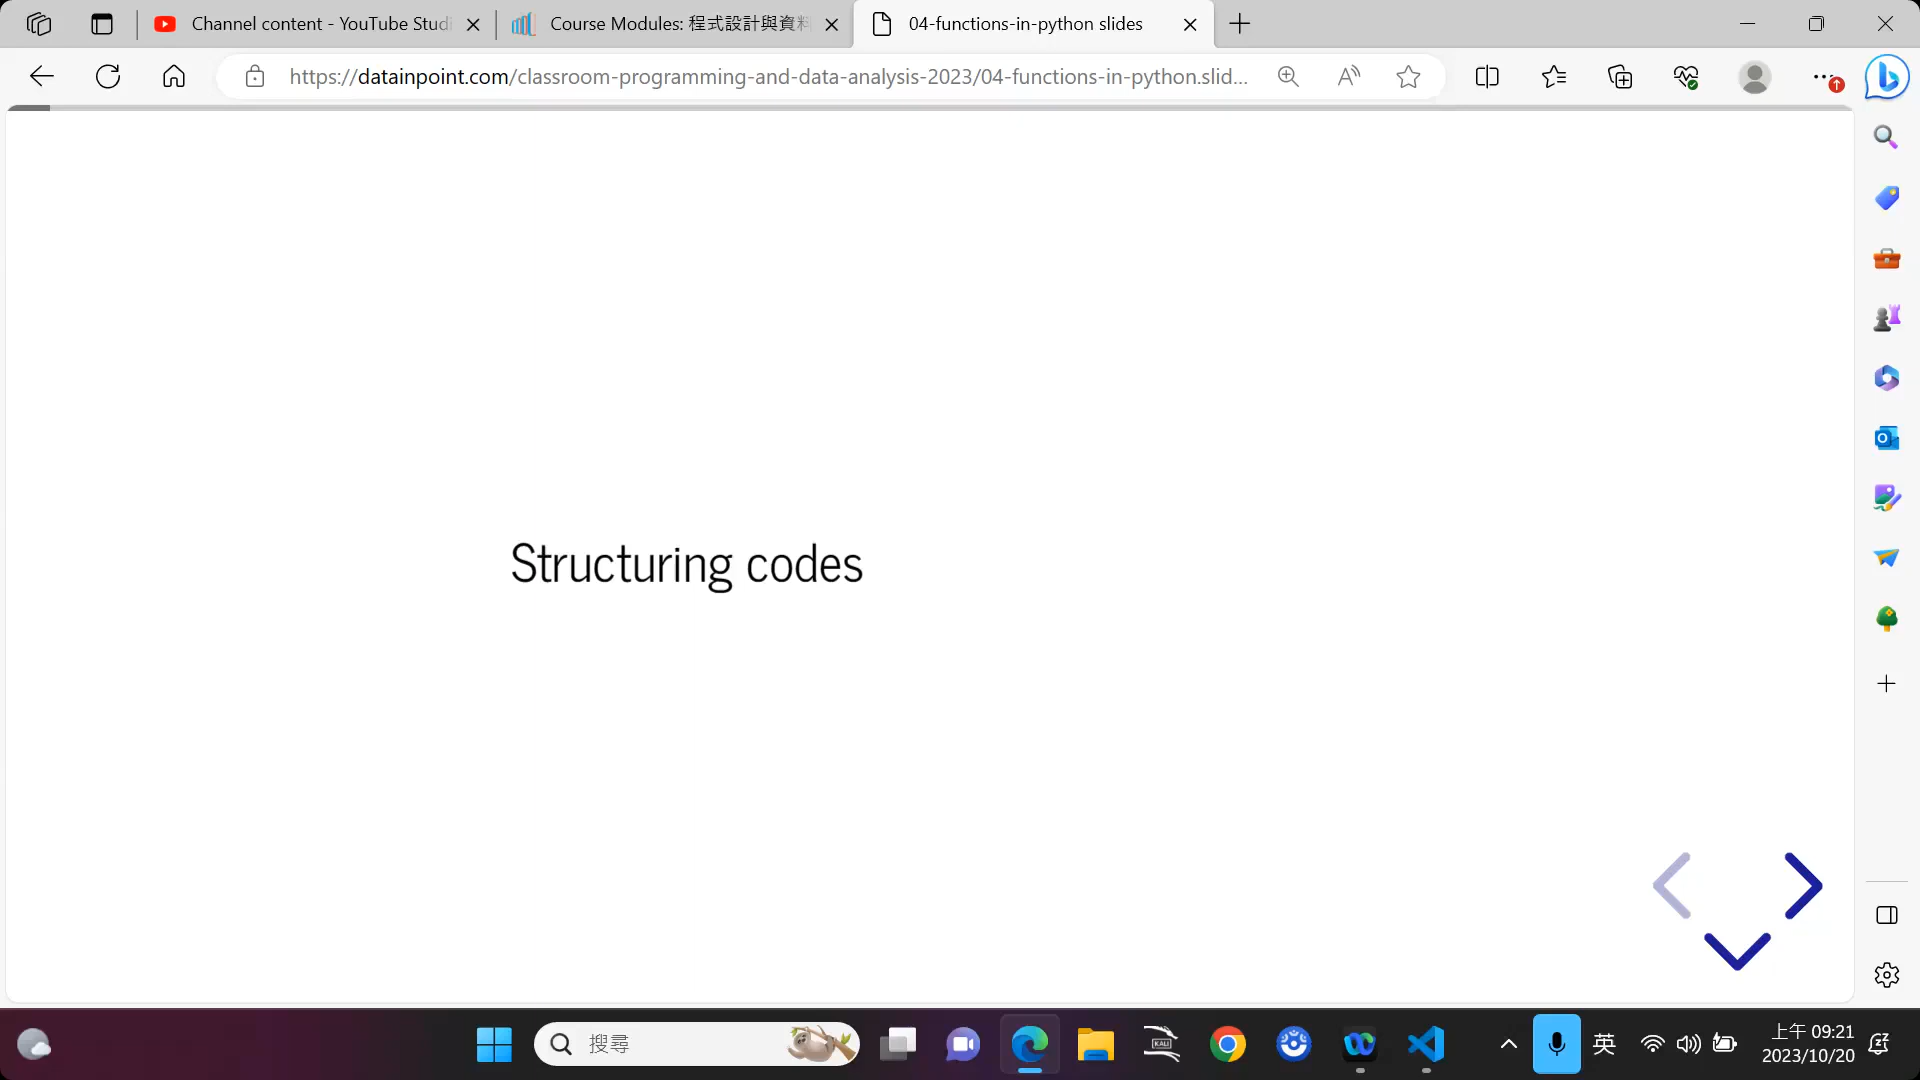 Channel content - YouTube Studi
Course Modules: 程式設計與資料
04-functions-in-python slides
https://datainpoint.com/classroom-programming-and-data-analysis-2023/04-functions-in-python.slid...
Structuring codes
搜尋
KALI
英
上午 09:21
2023/10/20